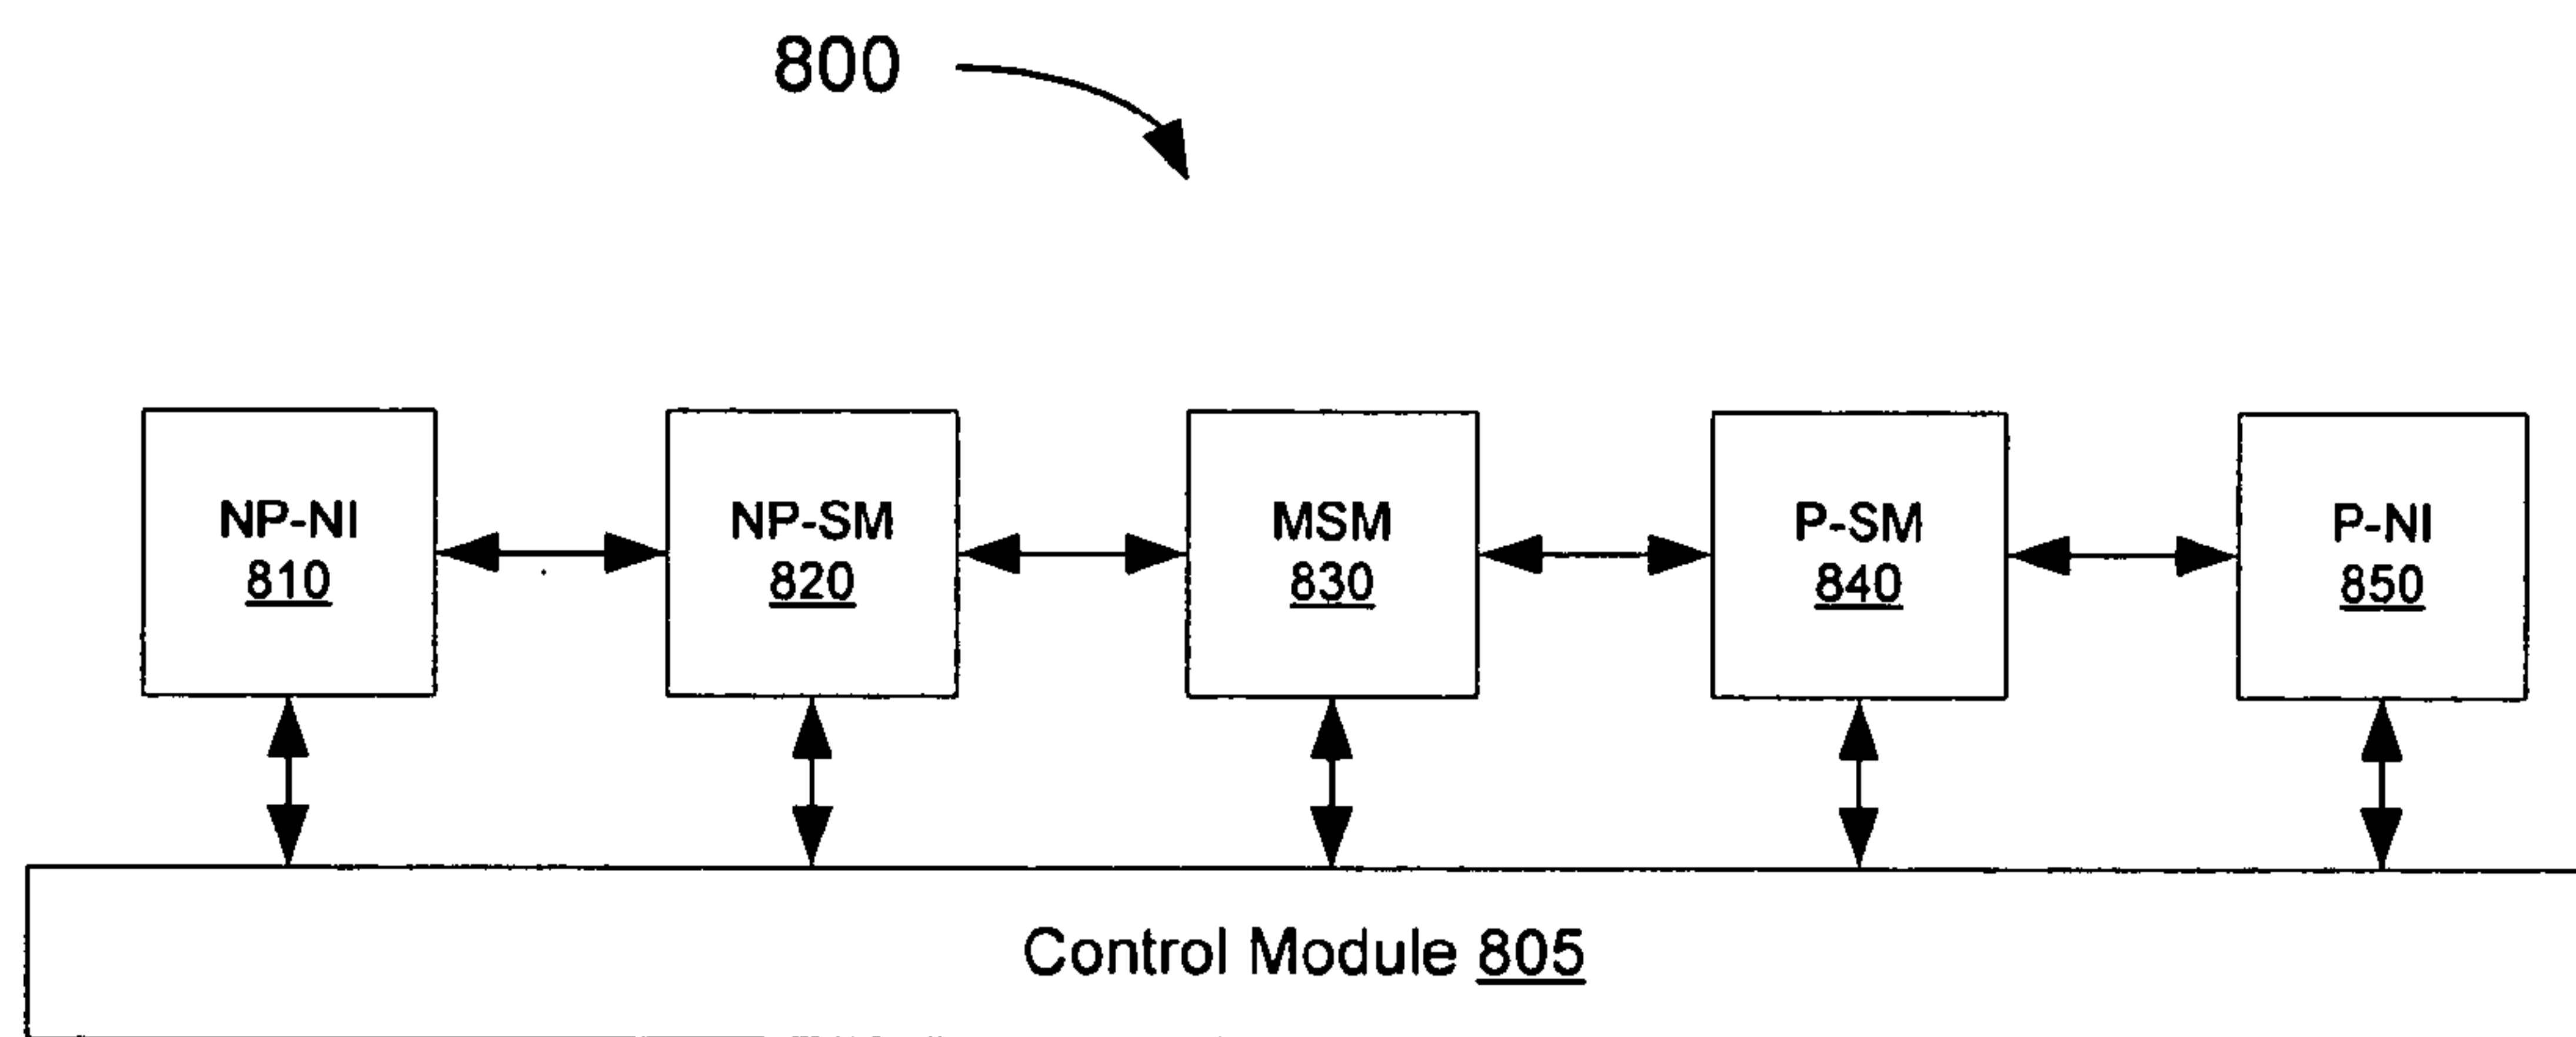 800
NP-NI
810
NP-SM
820
MSM
830
P-SM
840
P-NI
850
Control Module 805